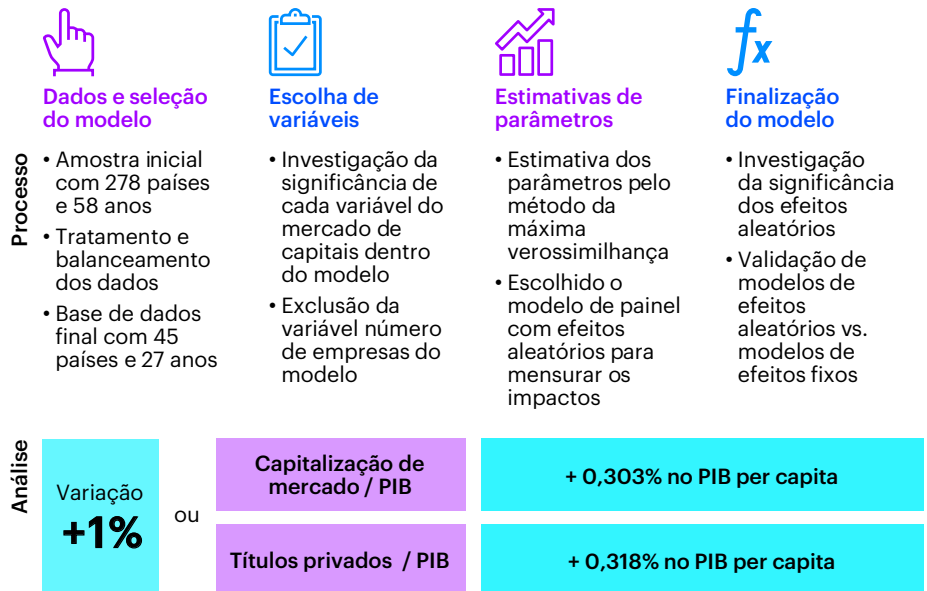 Processo
Dados e seleção
do modelo
• Amostra inicial
com 278 países
e 58 anos
• Tratamento e
balanceamento
dos dados
• Base de dados
final com 45
países e 27 anos
Escolha de
variáveis
• Investigação da
significância de
cada variável do
mercado de
capitais dentro
do modelo
• Exclusão da
variável número
de empresas do
modelo
Estimativas de
parâmetros
• Estimativa dos
parâmetros pelo
método da
máxima
verossimilhança
• Escolhido o
modelo de painel
com efeitos
aleatórios para
mensurar os
impactos
fx
Finalização
do modelo
• Investigação
da significância
dos efeitos
aleatórios
• Validação de
modelos de
efeitos
aleatórios vs.
modelos de
efeitos fixos
Análise
Variação
+1%
ou
Capitalização de
mercado / PIB
+ 0,303% no PIB per capita
Títulos privados / PIB
+ 0,318% no PIB per capita